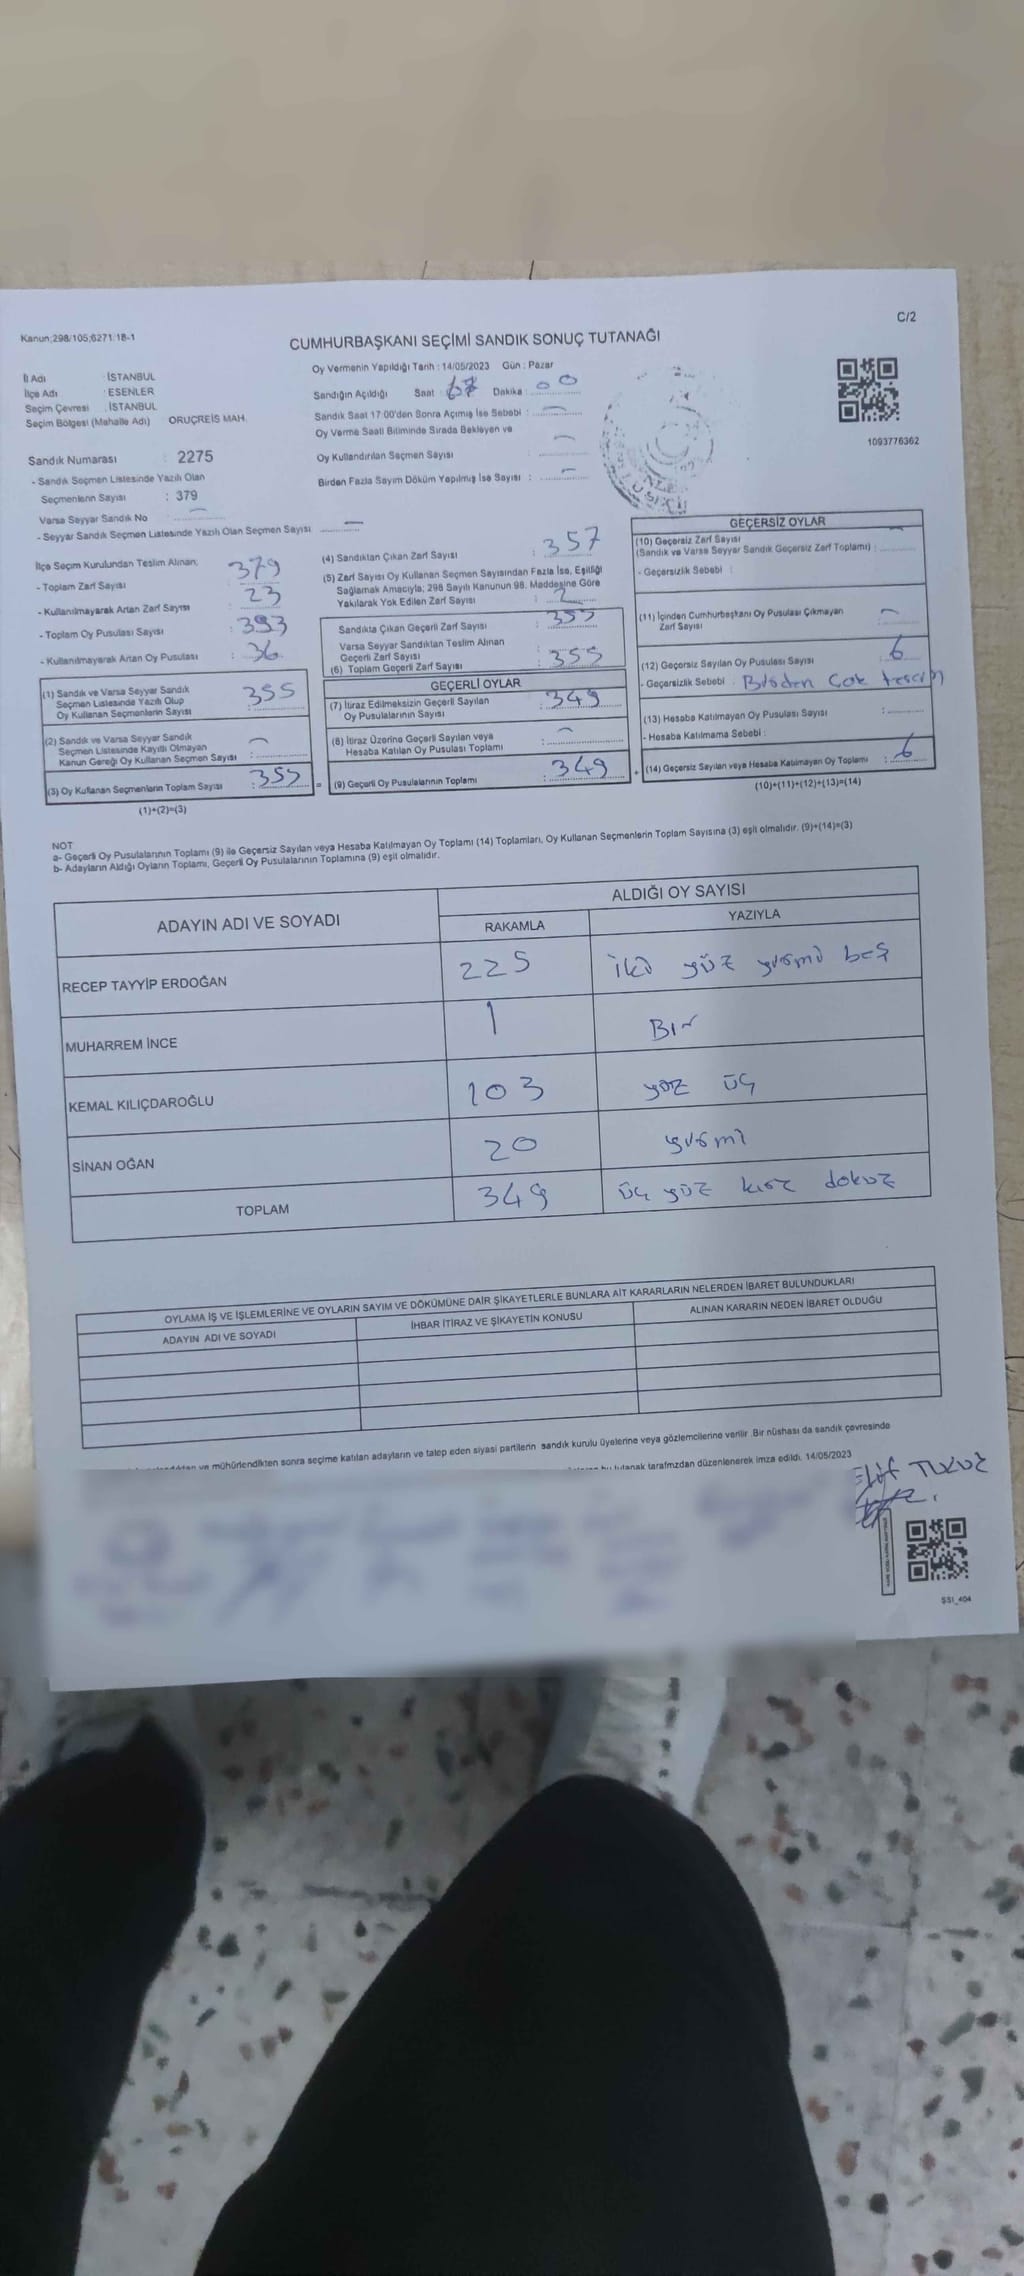 Kanun;298/105;6271/18-1
C/2
CUMHURBAŞKANI SEÇİMİ SANDIK SONUÇ TUTANAĞI
İl Adı : İSTANBUL
İlçe Adı : ESENLER
Seçim Çevresi : İSTANBUL
Seçim Bölgesi (Mahalle Adı) ORUÇREİS MAH.
Sandık Numarası : 2275
- Sandık Seçmen Listesinde Yazılı Olan
Seçmenlerin Sayısı : 379
Varsa Seyyar Sandık No :
- Seyyar Sandık Seçmen Listesinde Yazılı Olan Seçmen Sayısı
Oy Vermenin Yapıldığı Tarih : 14/05/2023 Gün : Pazar
Sandığın Açıldığı Saat Dakika : 00
Sandık Saat 17:00'den Sonra Açımış İse Sebebi :
Oy Verme Saati Bitiminde Sırada Bekleyen ve
Oy Kullandırılan Seçmen Sayısı :
Birden Fazla Sayım Döküm Yapılmış İse Sayısı :
1093776362
İlçe Seçim Kurulundan Teslim Alınan;
- Toplam Zarf Sayısı : 379
- Kullanılmayarak Artan Zarf Sayısı : 23
- Toplam Oy Pusulası Sayısı : 393
- Kullanılmayarak Artan Oy Pusulası : 36
(1) Sandık ve Varsa Seyyar Sandık
Seçmen Listesinde Yazılı Olup
Oy Kullanan Seçmenlerin Sayısı : 355
(2) Sandık ve Varsa Seyyar Sandık
Seçmen Listesinde Kayıtlı Olmayan
Kanun Gereği Oy Kullanan Seçmen Sayısı :
(3) Oy Kullanan Seçmenlerin Toplam Sayısı : 355
(1)+(2)=(3)
(4) Sandıktan Çıkan Zarf Sayısı : 357
(5) Zarf Sayısı Oy Kullanan Seçmen Sayısından Fazla İse, Eşitliği
Sağlamak Amacıyla; 298 Sayılı Kanunun 98. Maddesine Göre
Yakılarak Yok Edilen Zarf Sayısı : 2
Sandıkta Çıkan Geçerli Zarf Sayısı : 355
Varsa Seyyar Sandıktan Teslim Alınan
Geçerli Zarf Sayısı
(6) Toplam Geçerli Zarf Sayısı : 355
GEÇERLİ OYLAR
(7) İtiraz Edilmeksizin Geçerli Sayılan
Oy Pusulalarının Sayısı : 349
(8) İtiraz Üzerine Geçerli Sayılan veya
Hesaba Katılan Oy Pusulası Toplamı :
= (9) Geçerli Oy Pusulalarının Toplamı : 349
GEÇERSİZ OYLAR
(10) Geçersiz Zarf Sayısı
(Sandık ve Varsa Seyyar Sandık Geçersiz Zarf Toplamı) :
- Geçersizlik Sebebi :
(11) İçinden Cumhurbaşkanı Oy Pusulası Çıkmayan
Zarf Sayısı :
(12) Geçersiz Sayılan Oy Pusulası Sayısı : 6
- Geçersizlik Sebebi : Birden Çok tercih
(13) Hesaba Katılmayan Oy Pusulası Sayısı :
- Hesaba Katılmama Sebebi :
+ (14) Geçersiz Sayılan veya Hesaba Katılmayan Oy Toplamı : 6
(10)+(11)+(12)+(13)=(14)
NOT
a- Geçerli Oy Pusulalarının Toplamı (9) ile Geçersiz Sayılan veya Hesaba Katılmayan Oy Toplamı (14) Toplamları, Oy Kullanan Seçmenlerin Toplam Sayısına (3) eşit olmalıdır. (9)+(14)=(3)
b- Adayların Aldığı Oyların Toplamı, Geçerli Oy Pusulalarının Toplamına (9) eşit olmalıdır.
ADAYIN ADI VE SOYADI ALDIĞI OY SAYISI
RAKAMLA YAZIYLA
RECEP TAYYİP ERDOĞAN 225 iki yüz yirmi beş
MUHARREM İNCE 1 Bir
KEMAL KILIÇDAROĞLU 103 yüz üç
SİNAN OĞAN 20 yirmi
TOPLAM 349 üç yüz kırk dokuz
OYLAMA İŞ VE İŞLEMLERİNE VE OYLARIN SAYIM VE DÖKÜMÜNE DAİR ŞİKAYETLERLE BUNLARA AİT KARARLARIN NELERDEN İBARET BULUNDUKLARI
ADAYIN ADI VE SOYADI İHBAR İTİRAZ VE ŞİKAYETİN KONUSU ALINAN KARARIN NEDEN İBARET OLDUĞU
ve mühürlendikten sonra seçime katılan adayların ve talep eden siyasi partilerin sandık kurulu üyelerine veya gözlemcilerine verilir .Bir nüshası da sandık çevresinde
bu tutanak tarafımızdan düzenlenerek imza edildi. 14/05/2023
Elif
SS1_404